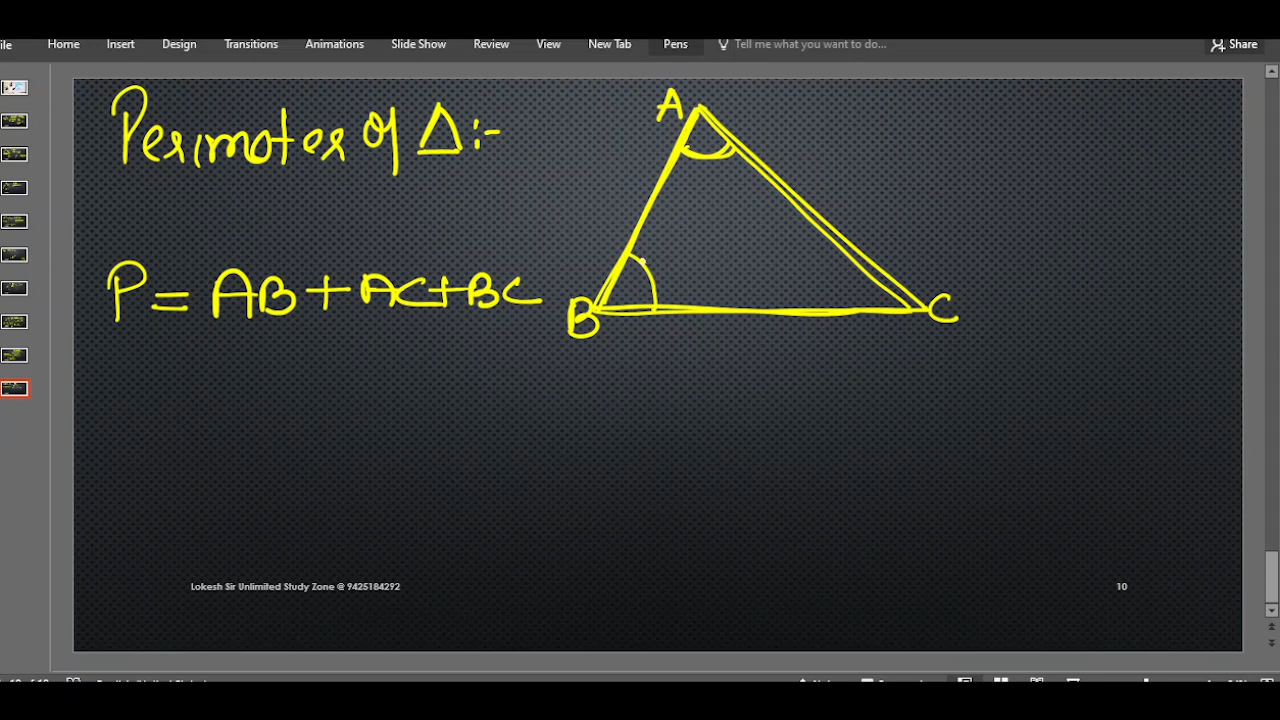 File Home Insert Design Transitions Animations Slide Show Review View New Tab Pens Tell me what you want to do... Share
Perimeter of Δ :-
A
P = AB + AC + BC
B
C
Lokesh Sir Unlimited Study Zone @ 9425184292
10